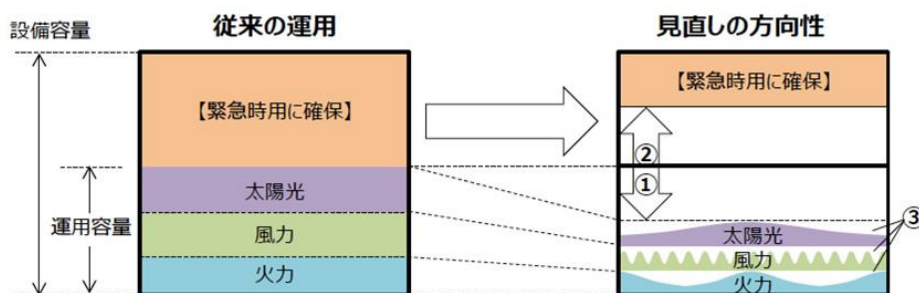 設備容量
従来の運用
見直しの方向性
【緊急時用に確保】
太陽光
風力
火力
運用容量
【緊急時用に確保】
②
①
③
太陽光
風力
火力